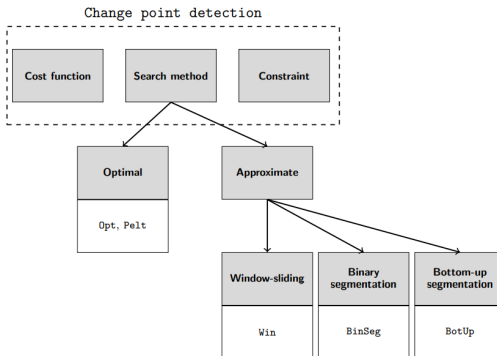 Change point detection
Cost function
Search method
Constraint
Optimal
Approximate
Opt, Pelt
Window-sliding
Binary
segmentation
Bottom-up
segmentation
Win
BinSeg
BotUp